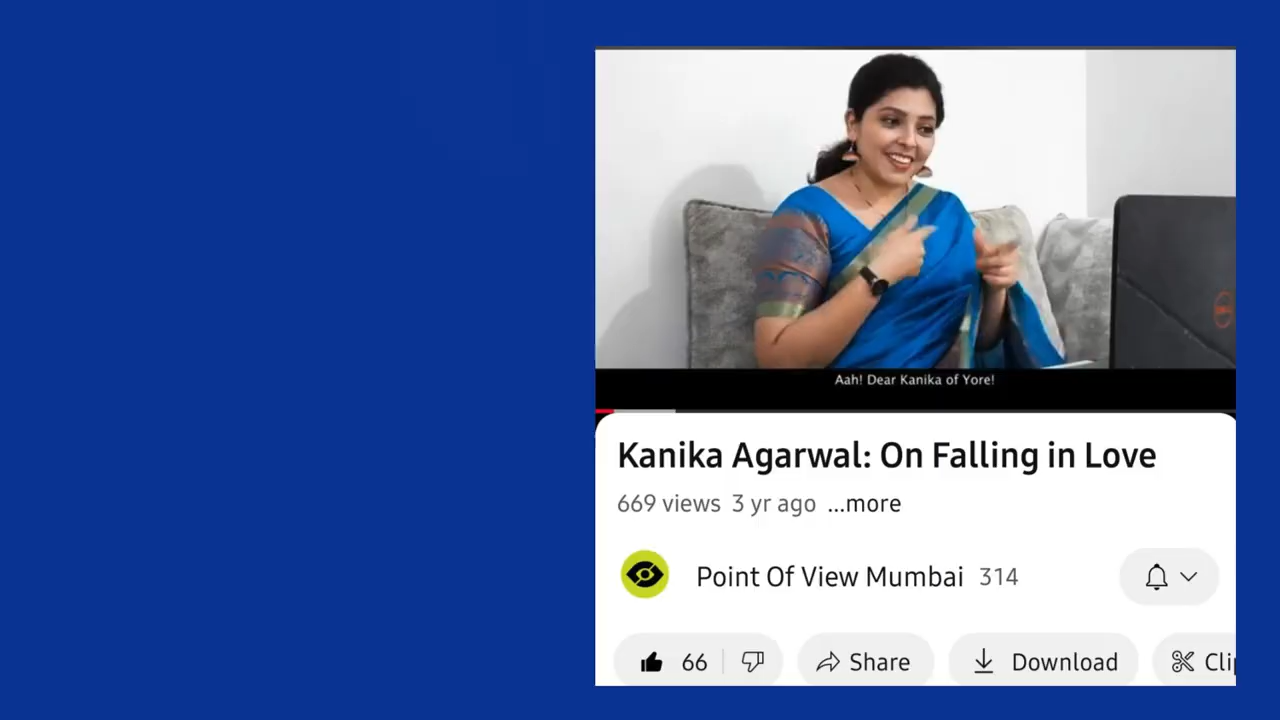 Aah! Dear Kanika of Yore!
Kanika Agarwal: On Falling in Love
669 views 3 yr ago ...more
Point Of View Mumbai 314
66 Share Download Cli